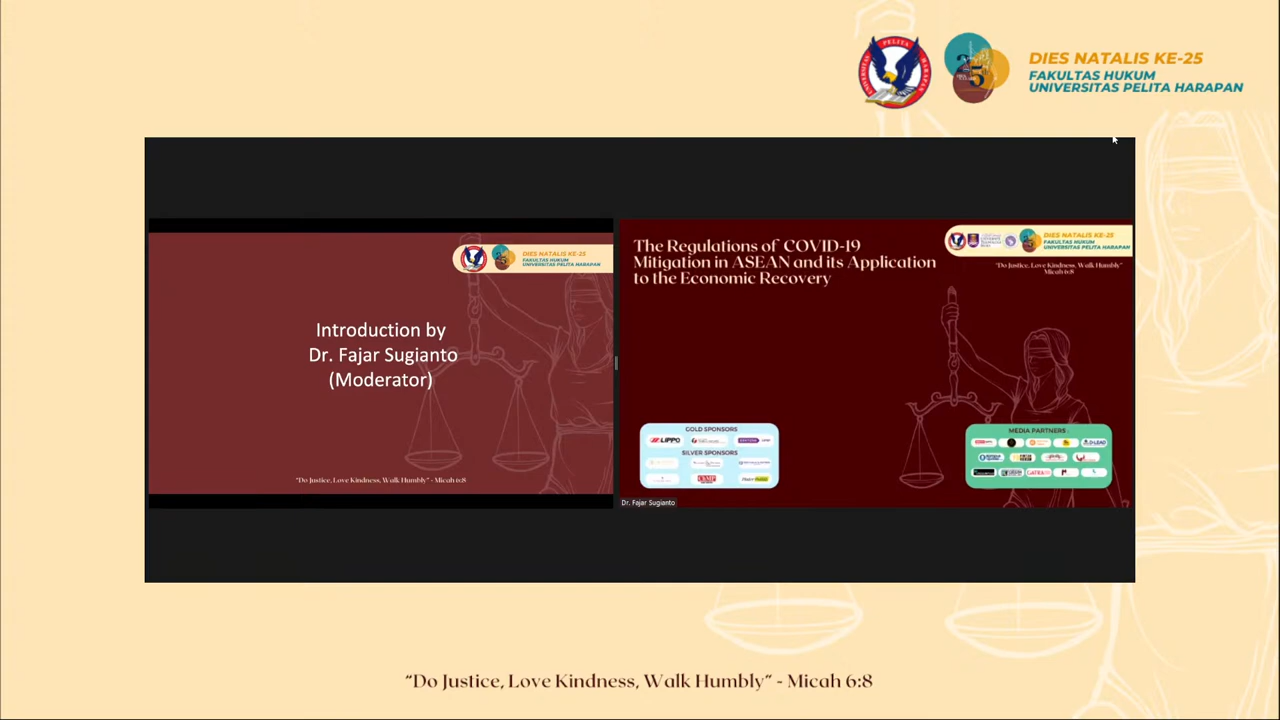 DIES NATALIS KE-25
FAKULTAS HUKUM
UNIVERSITAS PELITA HARAPAN
DIES NATALIS KE-25
FAKULTAS HUKUM
UNIVERSITAS PELITA HARAPAN
Introduction by
Dr. Fajar Sugianto
(Moderator)
"Do Justice, Love Kindness, Walk Humbly" - Micah 6:8
The Regulations of COVID-19
Mitigation in ASEAN and its Application
to the Economic Recovery
DIES NATALIS KE-25
FAKULTAS HUKUM
UNIVERSITAS PELITA HARAPAN
"Do Justice, Love Kindness, Walk Humbly"
Micah 6:8
GOLD SPONSORS
LIPPO
SILVER SPONSORS
MEDIA PARTNERS :
Dr. Fajar Sugianto
"Do Justice, Love Kindness, Walk Humbly" - Micah 6:8